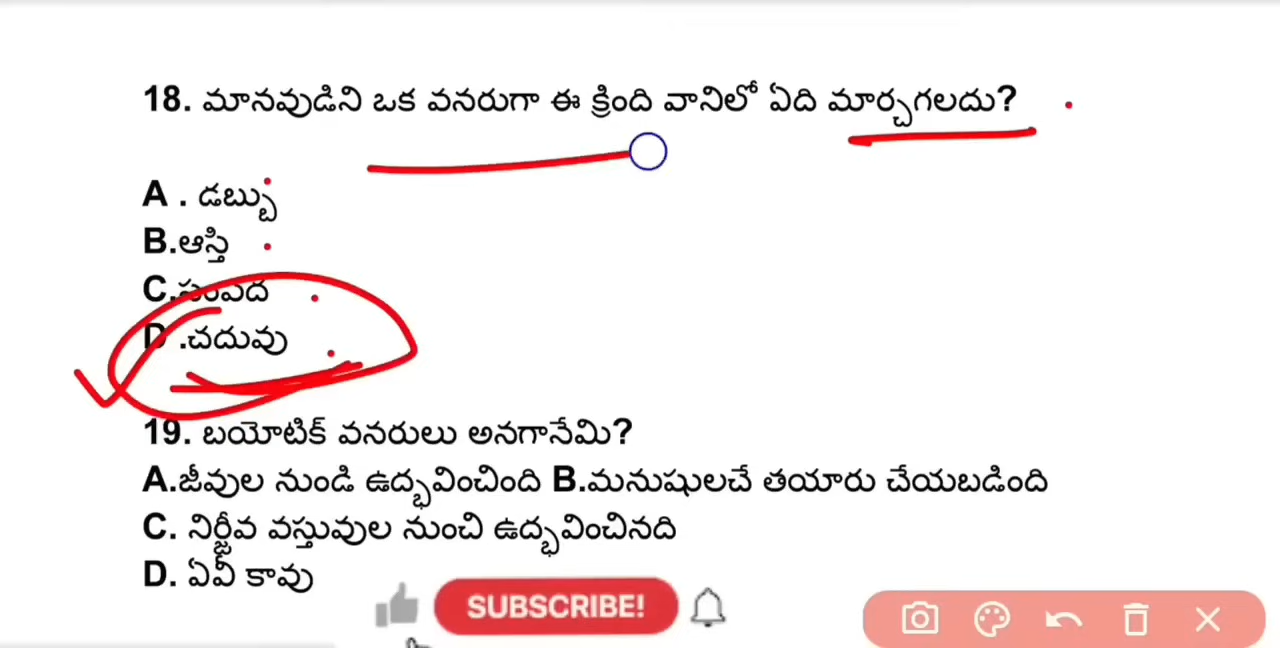 18. మానవుడిని ఒక వనరుగా ఈ క్రింది వానిలో ఏది మార్చగలదు?
A . డబ్బు
B.ఆస్తి
C.సంపద
D .చదువు
19. బయోటిక్ వనరులు అనగానేమి?
A.జీవుల నుండి ఉద్భవించింది B.మనుషులచే తయారు చేయబడింది
C. నిర్జీవ వస్తువుల నుంచి ఉద్భవించినది
D. ఏవీ కావు
SUBSCRIBE!